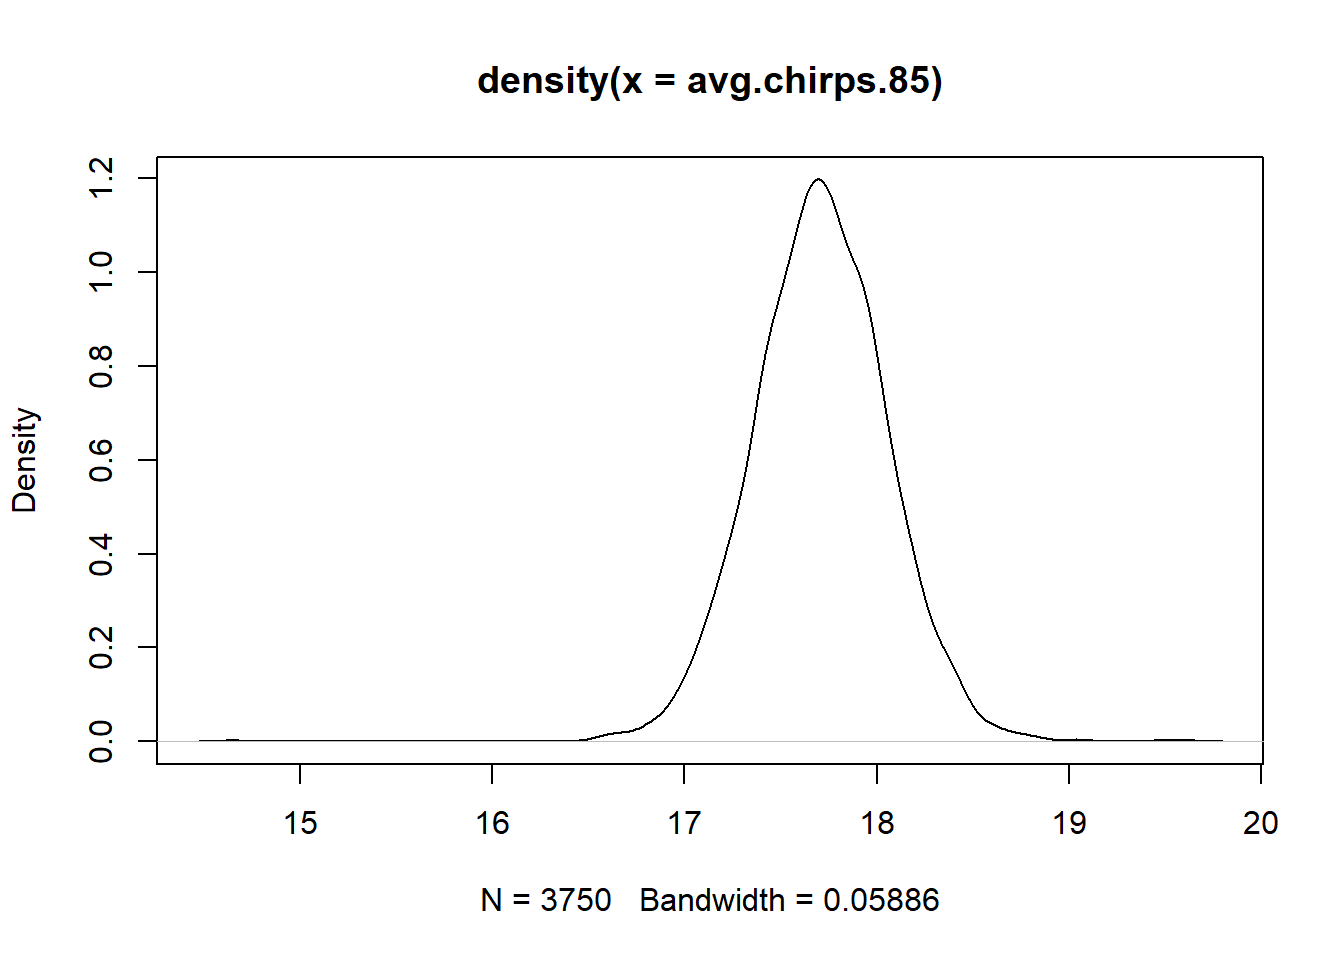 density(x = avg.chirps.85)
1.2
1.0
0.8
0.6
0.4
0.2
0.0
Density
15 16 17 18 19 20
N = 3750 Bandwidth = 0.05886